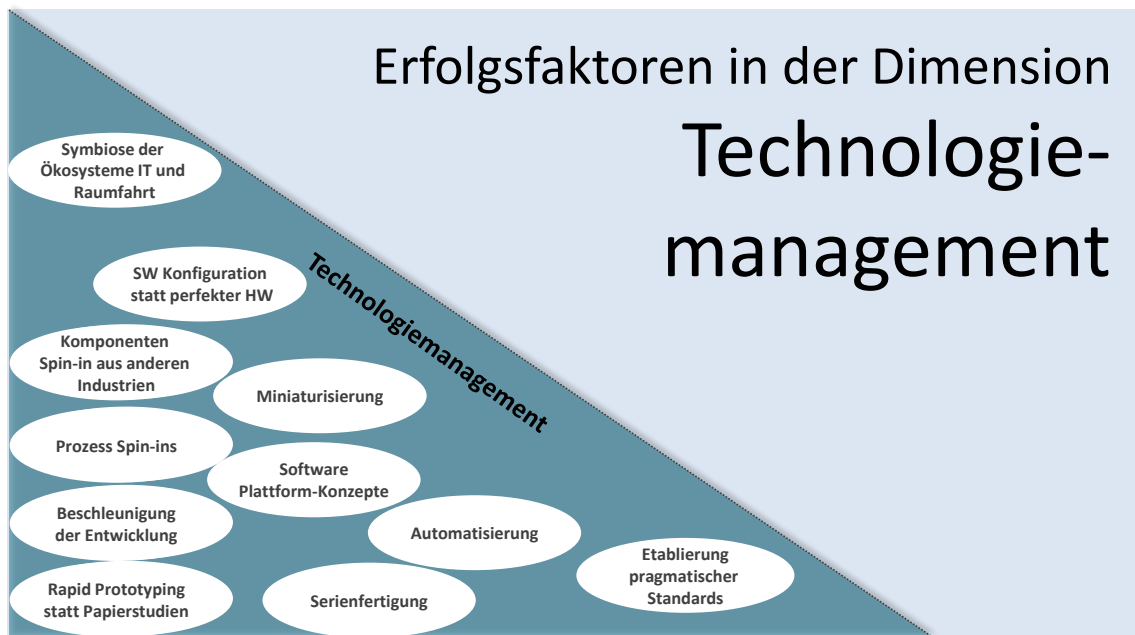 Erfolgsfaktoren in der Dimension
Technologie-
management
Symbiose der
Ökosysteme IT und
Raumfahrt
SW Konfiguration
statt perfekter HW
Technologiemanagement
Komponenten
Spin-in aus anderen
Industrien
Miniaturisierung
Prozess Spin-ins
Software
Plattform-Konzepte
Beschleunigung
der Entwicklung
Automatisierung
Etablierung
pragmatischer
Standards
Rapid Prototyping
statt Papierstudien
Serienfertigung